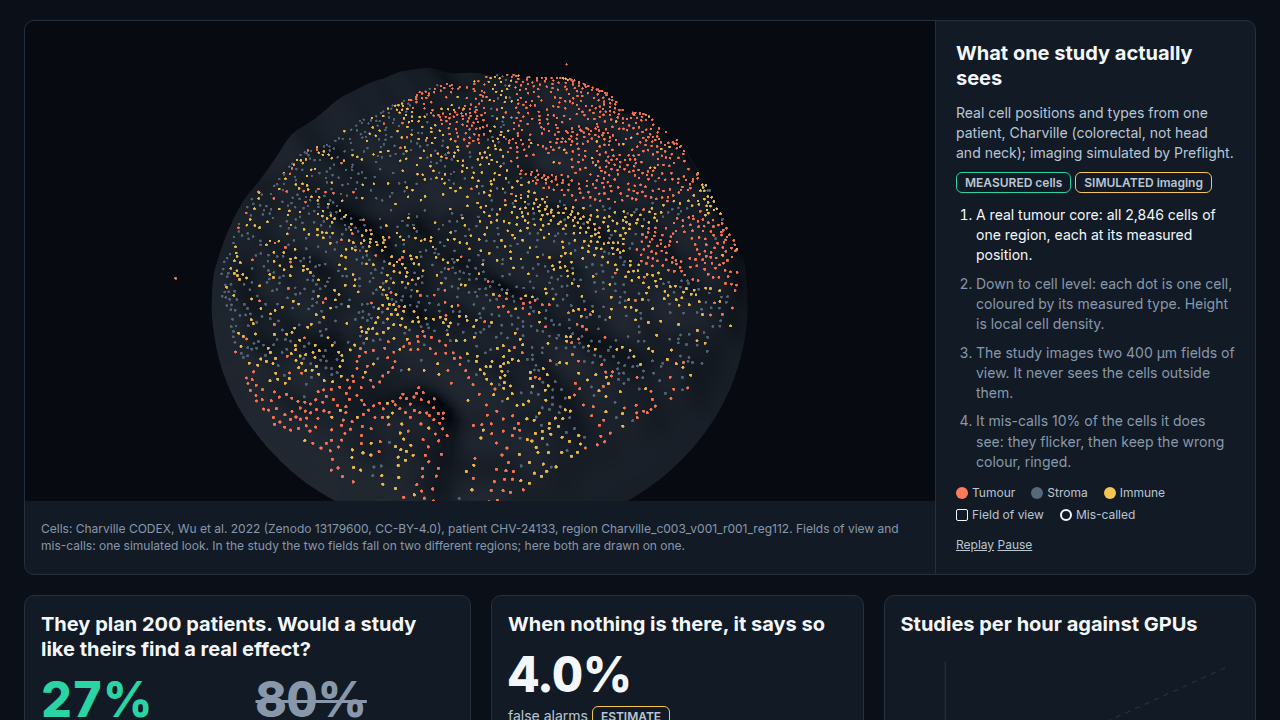 What one study actually
sees
Real cell positions and types from one
patient, Charville (colorectal, not head
and neck); imaging simulated by Preflight.
MEASURED cells SIMULATED imaging
1. A real tumour core: all 2,846 cells of
one region, each at its measured
position.
2. Down to cell level: each dot is one cell,
coloured by its measured type. Height
is local cell density.
3. The study images two 400 µm fields of
view. It never sees the cells outside
them.
4. It mis-calls 10% of the cells it does
see: they flicker, then keep the wrong
colour, ringed.
Tumour Stroma Immune
Field of view Mis-called
Replay Pause
Cells: Charville CODEX, Wu et al. 2022 (Zenodo 13179600, CC-BY-4.0), patient CHV-24133, region Charville_c003_v001_r001_reg112. Fields of view and
mis-calls: one simulated look. In the study the two fields fall on two different regions; here both are drawn on one.
They plan 200 patients. Would a study
like theirs find a real effect?
27% 80%
When nothing is there, it says so
4.0%
false alarms ESTIMATE
Studies per hour against GPUs